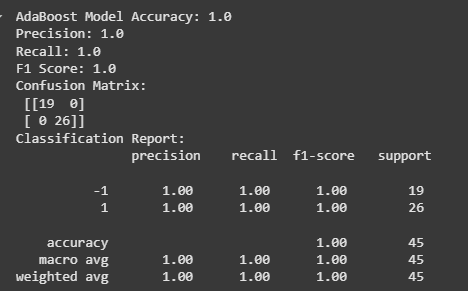 AdaBoost Model Accuracy: 1.0
Precision: 1.0
Recall: 1.0
F1 Score: 1.0
Confusion Matrix:
[[19  0]
[ 0 26]]
Classification Report:
precision    recall  f1-score   support
-1       1.00      1.00      1.00        19
1       1.00      1.00      1.00        26
accuracy                           1.00        45
macro avg       1.00      1.00      1.00        45
weighted avg       1.00      1.00      1.00        45